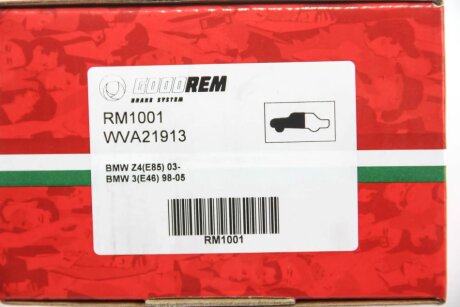 GOODREM
BRAKE SYSTEM
RM1001
WVA21913
BMW Z4(E85) 03-
BMW 3(E46) 98-05
RM1001